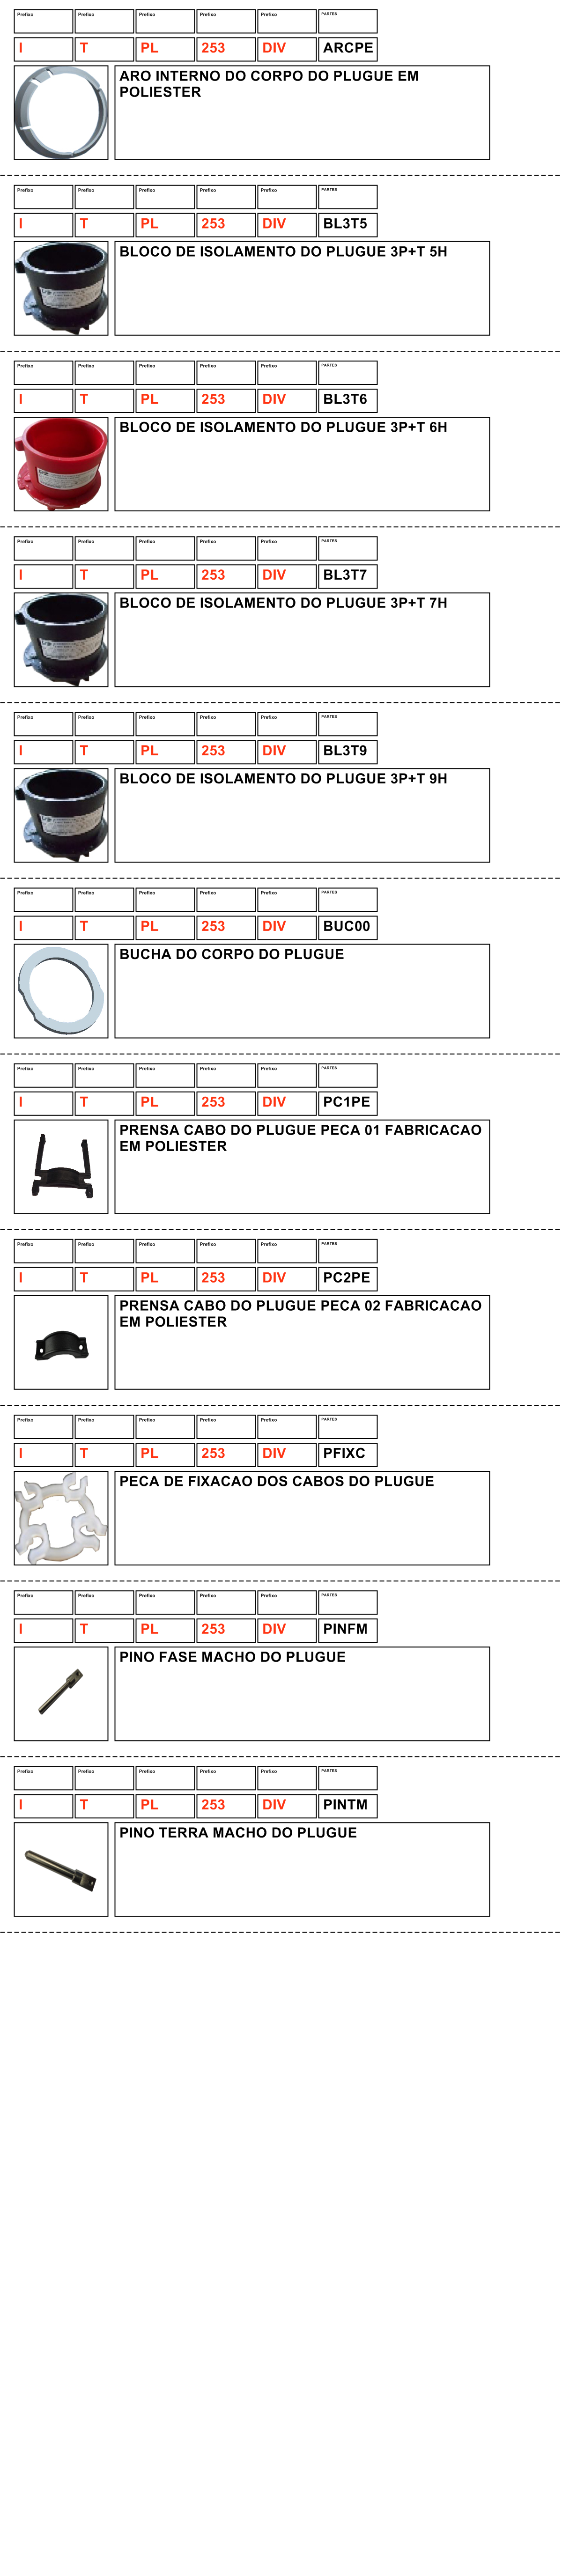 Prefixo Prefixo Prefixo Prefixo Prefixo PARTES
I T PL 253 DIV ARCPE
ARO INTERNO DO CORPO DO PLUGUE EM
POLIESTER
Prefixo Prefixo Prefixo Prefixo Prefixo PARTES
I T PL 253 DIV BL3T5
BLOCO DE ISOLAMENTO DO PLUGUE 3P+T 5H
Prefixo Prefixo Prefixo Prefixo Prefixo PARTES
I T PL 253 DIV BL3T6
BLOCO DE ISOLAMENTO DO PLUGUE 3P+T 6H
Prefixo Prefixo Prefixo Prefixo Prefixo PARTES
I T PL 253 DIV BL3T7
BLOCO DE ISOLAMENTO DO PLUGUE 3P+T 7H
Prefixo Prefixo Prefixo Prefixo Prefixo PARTES
I T PL 253 DIV BL3T9
BLOCO DE ISOLAMENTO DO PLUGUE 3P+T 9H
Prefixo Prefixo Prefixo Prefixo Prefixo PARTES
I T PL 253 DIV BUC00
BUCHA DO CORPO DO PLUGUE
Prefixo Prefixo Prefixo Prefixo Prefixo PARTES
I T PL 253 DIV PC1PE
PRENSA CABO DO PLUGUE PECA 01 FABRICACAO
EM POLIESTER
Prefixo Prefixo Prefixo Prefixo Prefixo PARTES
I T PL 253 DIV PC2PE
PRENSA CABO DO PLUGUE PECA 02 FABRICACAO
EM POLIESTER
Prefixo Prefixo Prefixo Prefixo Prefixo PARTES
I T PL 253 DIV PFIXC
PECA DE FIXACAO DOS CABOS DO PLUGUE
Prefixo Prefixo Prefixo Prefixo Prefixo PARTES
I T PL 253 DIV PINFM
PINO FASE MACHO DO PLUGUE
Prefixo Prefixo Prefixo Prefixo Prefixo PARTES
I T PL 253 DIV PINTM
PINO TERRA MACHO DO PLUGUE